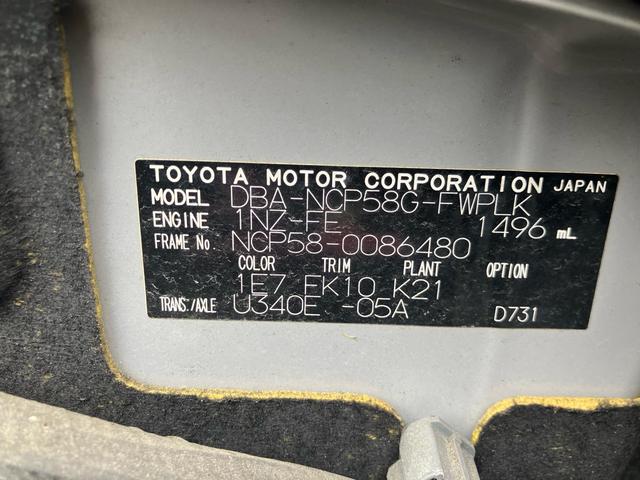 TOYOTA MOTOR CORPORATION JAPAN
MODEL DBA-NCP58G-FWPLK
ENGINE 1NZ-FE 1496 mL
FRAME No. NCP58-0086480
COLOR TRIM PLANT OPTION
1E7 FK10 K21
TRANS./AXLE U340E -05A D731